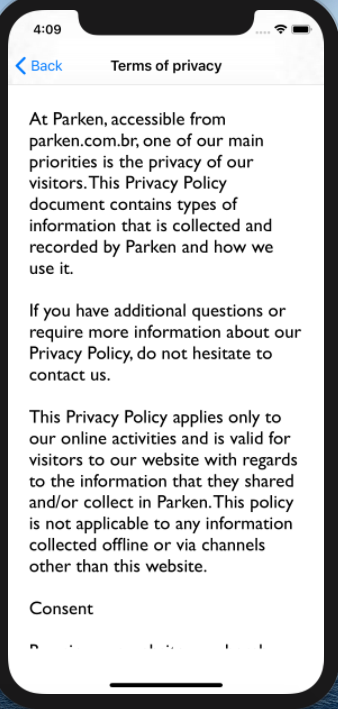 4:09
Back
Terms of privacy
At Parken, accessible from
parken.com.br, one of our main
priorities is the privacy of our
visitors. This Privacy Policy
document contains types of
information that is collected and
recorded by Parken and how we
use it.
If you have additional questions or
require more information about our
Privacy Policy, do not hesitate to
contact us.
This Privacy Policy applies only to
our online activities and is valid for
visitors to our website with regards
to the information that they shared
and/or collect in Parken. This policy
is not applicable to any information
collected offline or via channels
other than this website.
Consent